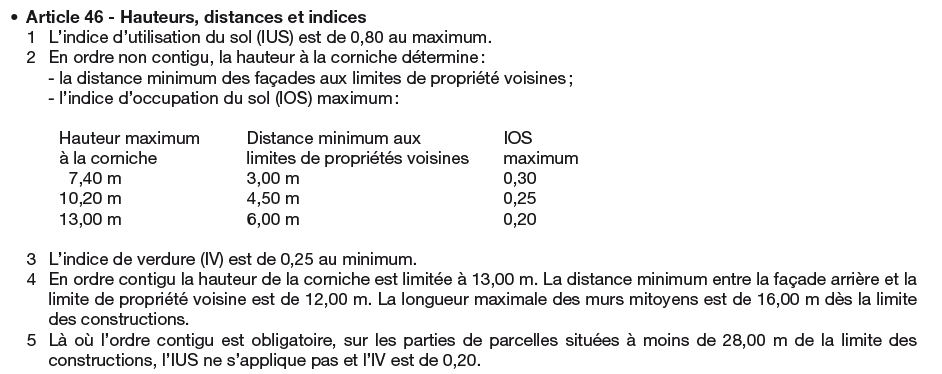 • Article 46 - Hauteurs, distances et indices
1 L'indice d'utilisation du sol (IUS) est de 0,80 au maximum.
2 En ordre non contigu, la hauteur à la corniche détermine :
- la distance minimum des façades aux limites de propriété voisines ;
- l'indice d'occupation du sol (IOS) maximum :
Hauteur maximum Distance minimum aux IOS
à la corniche limites de propriétés voisines maximum
7,40 m 3,00 m 0,30
10,20 m 4,50 m 0,25
13,00 m 6,00 m 0,20
3 L'indice de verdure (IV) est de 0,25 au minimum.
4 En ordre contigu la hauteur de la corniche est limitée à 13,00 m. La distance minimum entre la façade arrière et la
limite de propriété voisine est de 12,00 m. La longueur maximale des murs mitoyens est de 16,00 m dès la limite
des constructions.
5 Là où l'ordre contigu est obligatoire, sur les parties de parcelles situées à moins de 28,00 m de la limite des
constructions, l'IUS ne s'applique pas et l'IV est de 0,20.